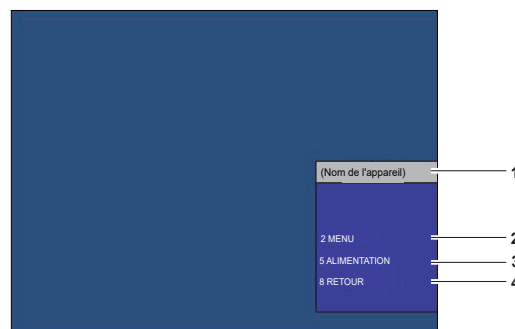 (Nom de l'appareil) 1
2 MENU 2
5 ALIMENTATION 3
8 RETOUR 4